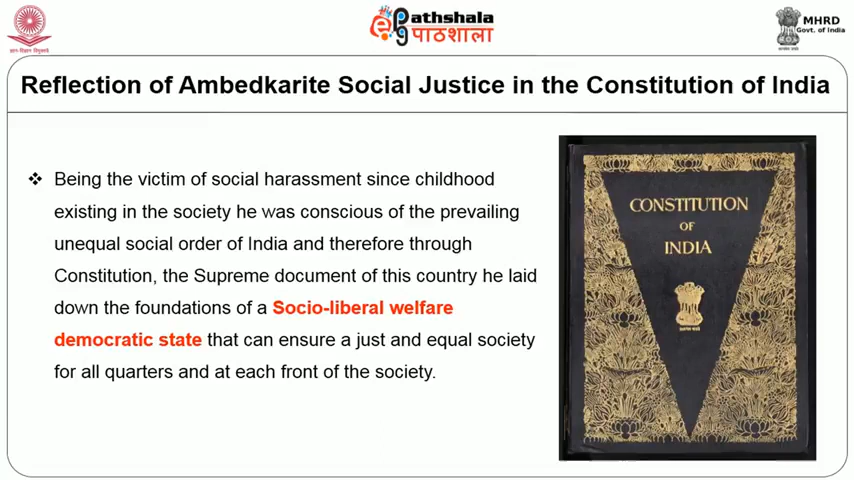 ePathshala
पाठशाला
MHRD
Govt. of India
Reflection of Ambedkarite Social Justice in the Constitution of India
Being the victim of social harassment since childhood
existing in the society he was conscious of the prevailing
unequal social order of India and therefore through
Constitution, the Supreme document of this country he laid
down the foundations of a Socio-liberal welfare
democratic state that can ensure a just and equal society
for all quarters and at each front of the society.
CONSTITUTION
OF
INDIA